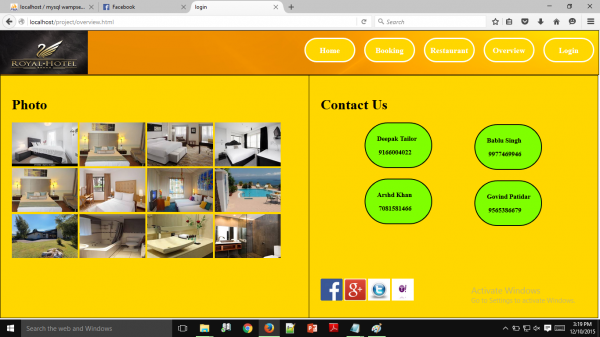 localhost / mysql wampse...
Facebook
login
localhost/project/overview.html
Search
ROYAL-HOTEL
Home
Booking
Restaurant
Overview
Login
Photo
Contact Us
Deepak Tailor
9166004022
Bablu Singh
9977469946
Arshd Khan
7081581466
Govind Patidar
9565386679
Activate Windows
Go to Settings to activate Windows.
Search the web and Windows
3:19 PM
12/10/2015